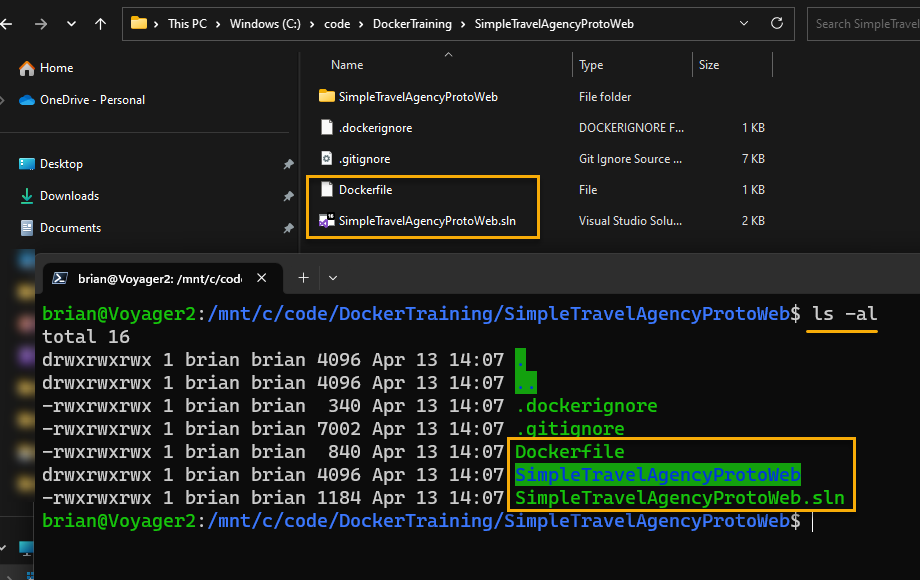 This PC > Windows (C:) > code > DockerTraining > SimpleTravelAgencyProtoWeb
Search SimpleTravel
Home
OneDrive - Personal
Desktop
Downloads
Documents
Name Type Size
SimpleTravelAgencyProtoWeb File folder
.dockerignore DOCKERIGNORE F... 1 KB
.gitignore Git Ignore Source ... 7 KB
Dockerfile File 1 KB
SimpleTravelAgencyProtoWeb.sln Visual Studio Solu... 2 KB
brian@Voyager2: /mnt/c/code
brian@Voyager2:/mnt/c/code/DockerTraining/SimpleTravelAgencyProtoWeb$ ls -al
total 16
drwxrwxrwx 1 brian brian 4096 Apr 13 14:07 .
drwxrwxrwx 1 brian brian 4096 Apr 13 14:07 ..
-rwxrwxrwx 1 brian brian 340 Apr 13 14:07 .dockerignore
-rwxrwxrwx 1 brian brian 7002 Apr 13 14:07 .gitignore
-rwxrwxrwx 1 brian brian 840 Apr 13 14:07 Dockerfile
drwxrwxrwx 1 brian brian 4096 Apr 13 14:07 SimpleTravelAgencyProtoWeb
-rwxrwxrwx 1 brian brian 1184 Apr 13 14:07 SimpleTravelAgencyProtoWeb.sln
brian@Voyager2:/mnt/c/code/DockerTraining/SimpleTravelAgencyProtoWeb$